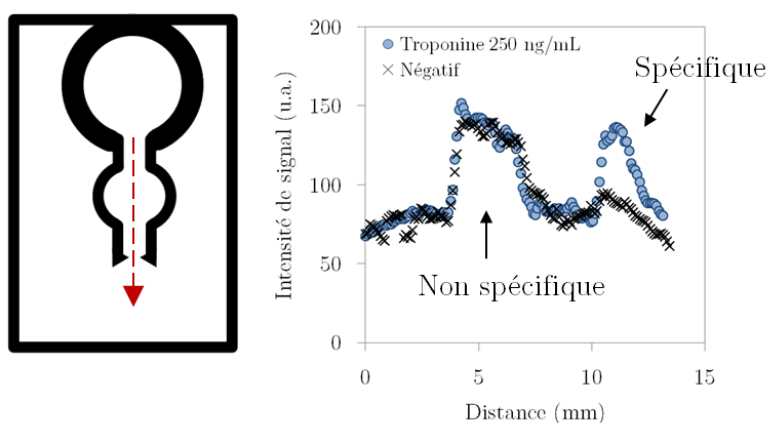 200
Troponine 250 ng/mL
Négatif
Spécifique
150
100
50
0
Non spécifique
Intensité de signal (u.a.)
0 5 10 15
Distance (mm)